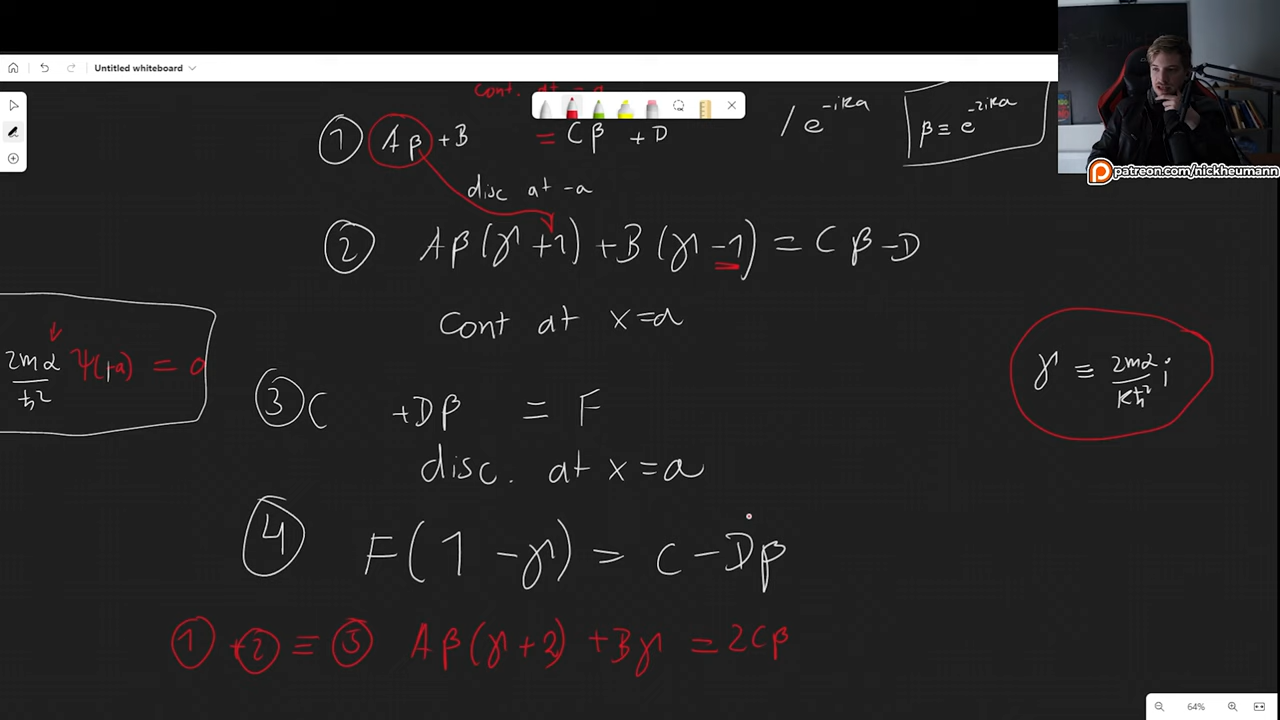 Untitled whiteboard
cont. at -a
① Aβ + B = Cβ + D
/ e^{-ika}
β ≡ e^{-2ika}
patreon.com/nickheumann
disc at -a
② Aβ(γ+1) + B(γ-1) = Cβ - D
Cont at x=a
2mα/ħ² Ψ(+a) = 0
γ ≡ 2mα/kħ² i
③ C + Dβ = F
disc. at x=a
④ F(1-γ) = C - Dβ
① + ② = ⑤ Aβ(γ+2) + Bγ = 2Cβ
64%